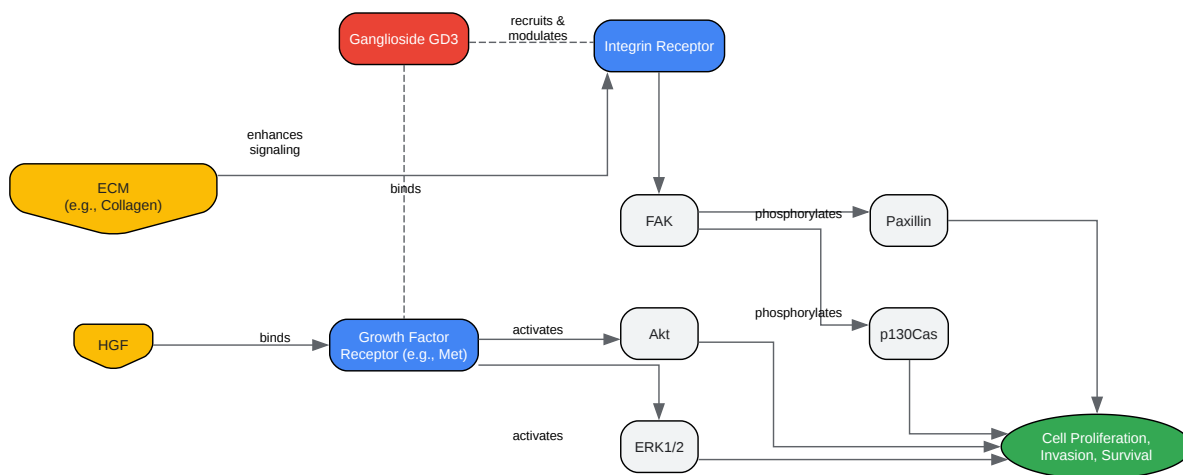 recruits &
modulates
Ganglioside GD3
Integrin Receptor
enhances
signaling
ECM
(e.g., Collagen)
binds
FAK
phosphorylates
Paxillin
HGF
binds
Growth Factor
Receptor (e.g., Met)
activates
Akt
phosphorylates
p130Cas
activates
ERK1/2
Cell Proliferation,
Invasion, Survival